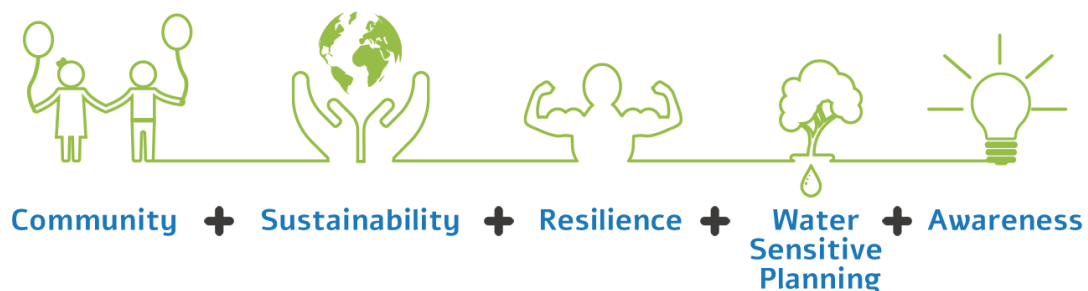 Community + Sustainability + Resilience + Water + Awareness
Sensitive
Planning